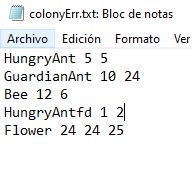 colonyErr.txt: Bloc de notas
Archivo Edición Formato Ver
HungryAnt 5 5
GuardianAnt 10 24
Bee 12 6
HungryAntfd 1 2
Flower 24 24 25